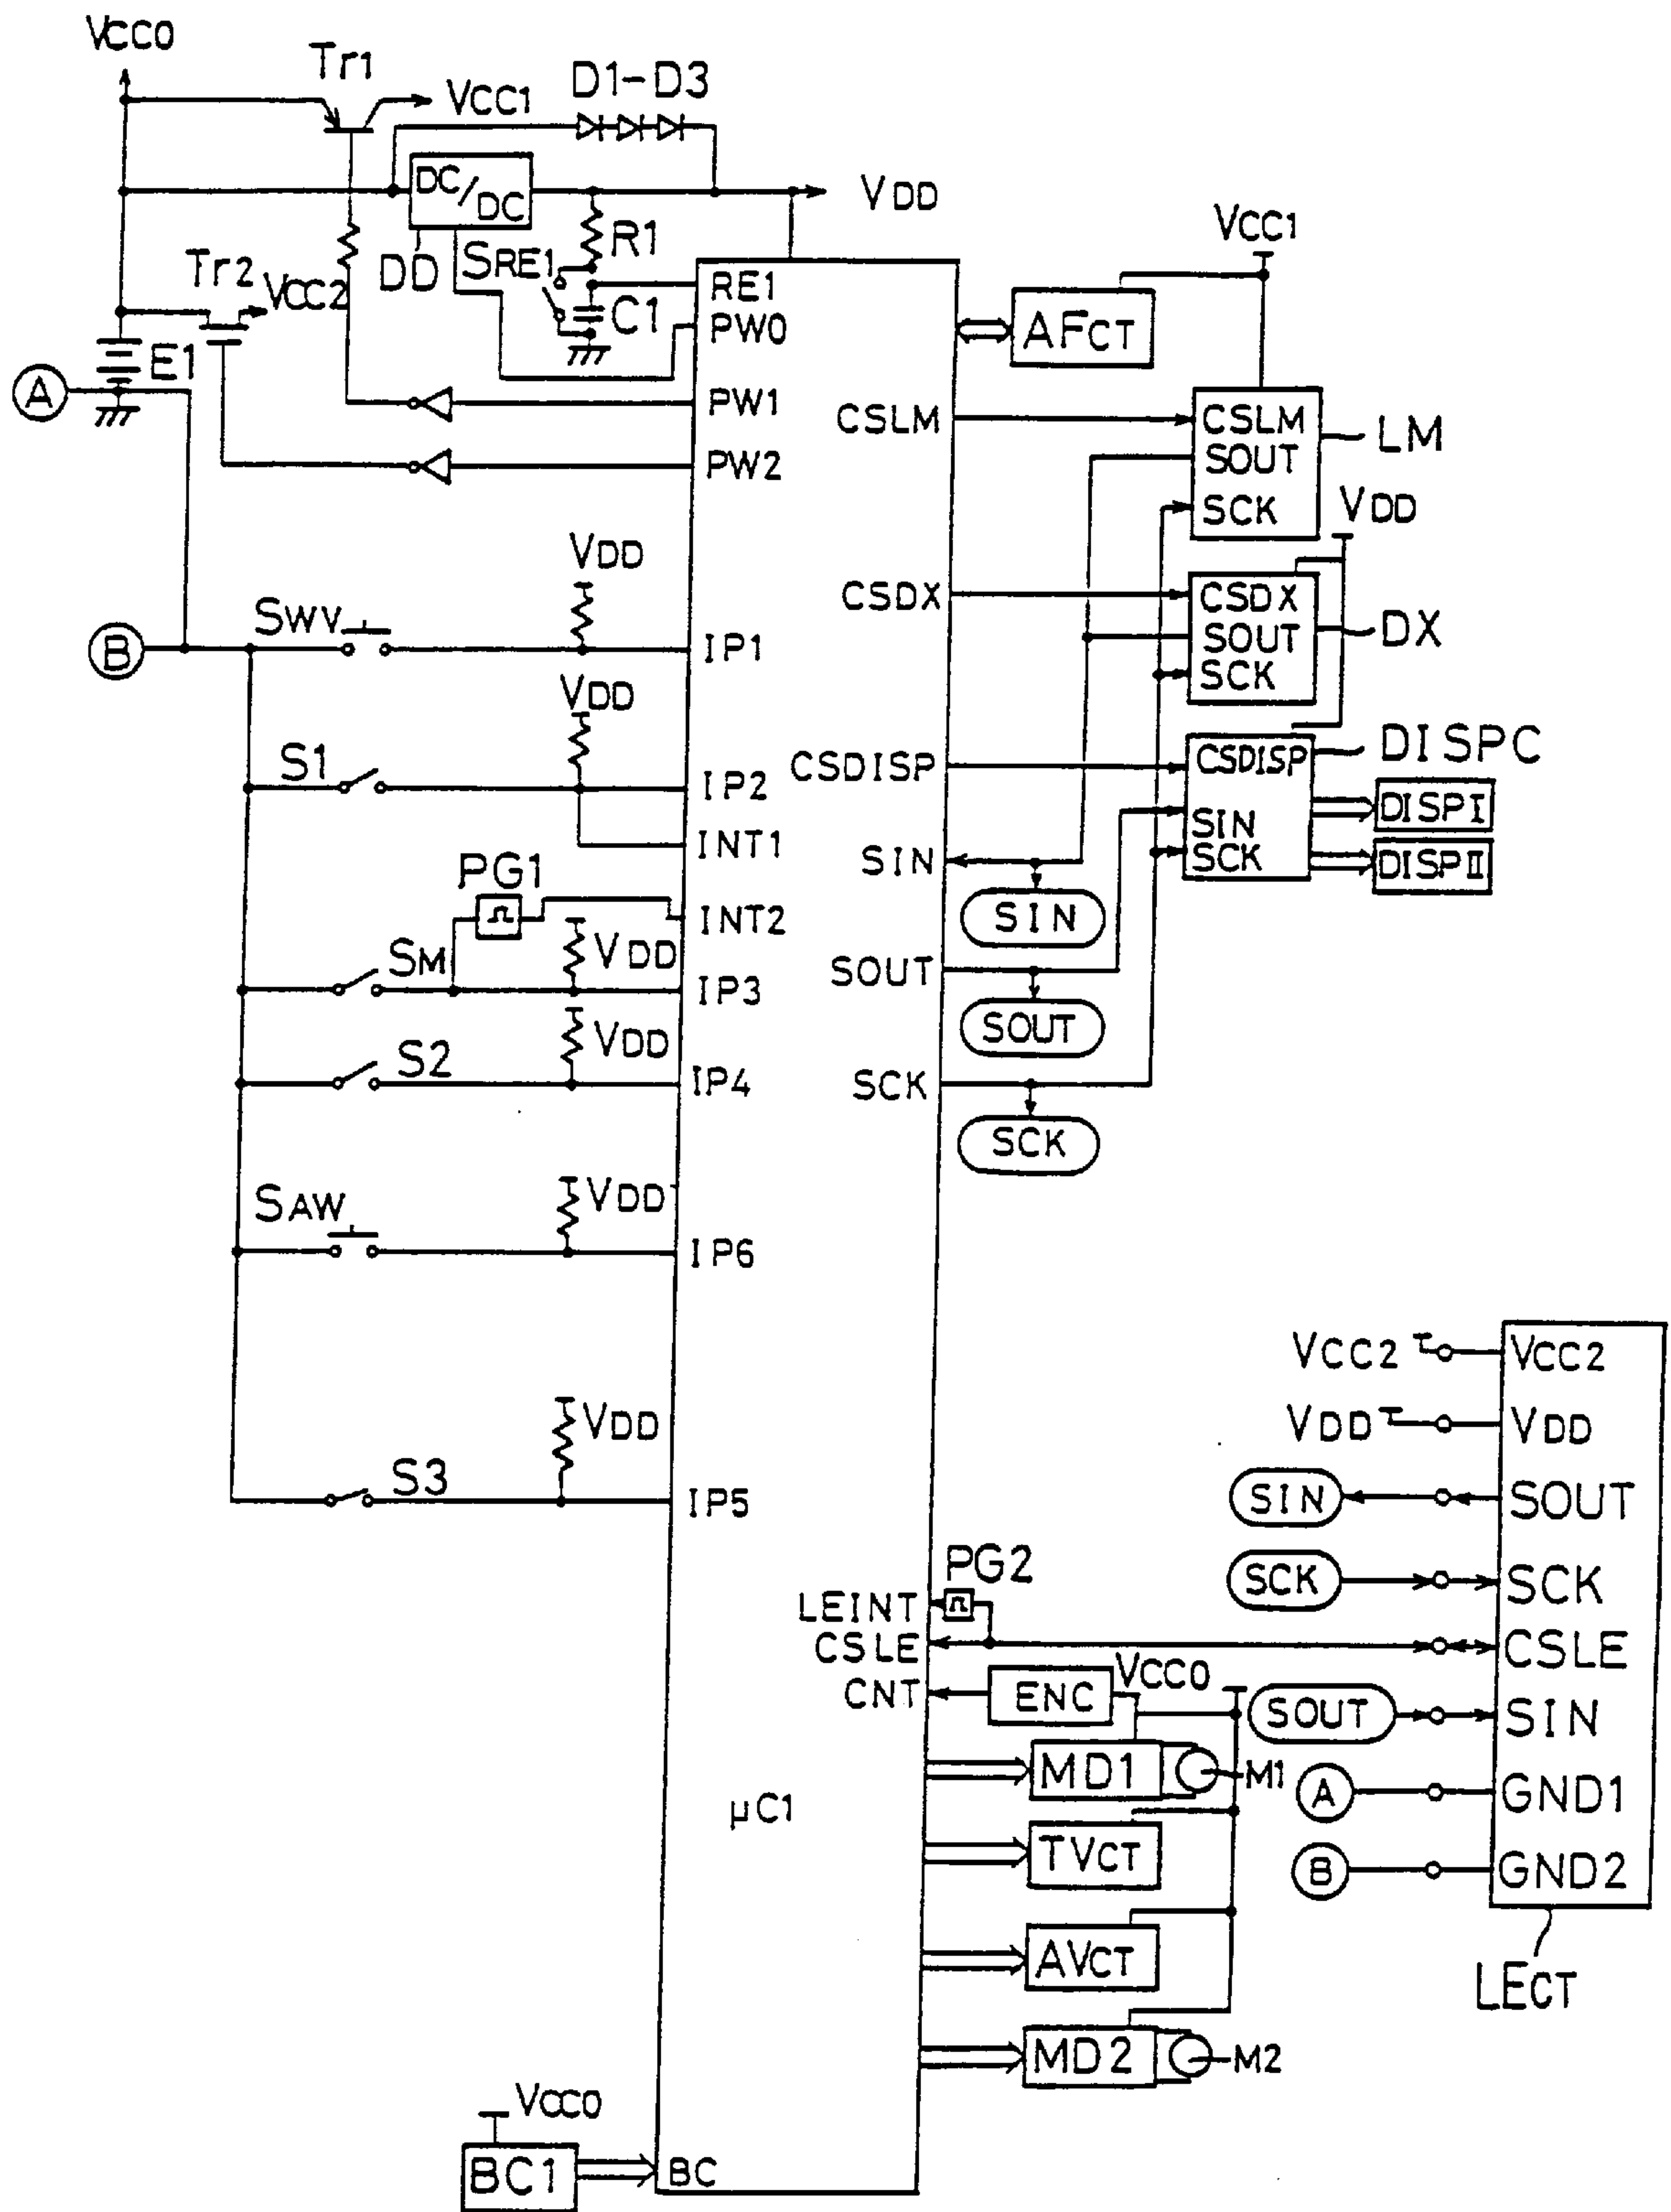 VCC0
Tr1
VCC1
D1-D3
DC/DC
VDD
R1
VCC1
DD
SRE1
Tr2
VCC2
RE1
C1
PW0
AFCT
E1
A
PW1
CSLM
CSLM
LM
SOUT
PW2
SCK
VDD
VDD
CSDX
CSDX
SWV
SOUT
DX
B
IP1
SCK
VDD
S1
CSDISP
CSDISP
DISPC
IP2
DISPI
SIN
INT1
SIN
SCK
DISPII
PG1
SIN
INT2
SM
VDD
SOUT
IP3
SOUT
S2
VDD
IP4
SCK
SCK
SAW
VDD
IP6
VCC2
VCC2
VDD
VDD
VDD
S3
IP5
SIN
SOUT
PG2
SCK
SCK
LEINT
CSLE
CSLE
VCC0
CNT
ENC
SOUT
SIN
MD1
M1
A
GND1
μC1
TVCT
B
GND2
AVCT
LECT
MD2
M2
VCC0
BC1
BC